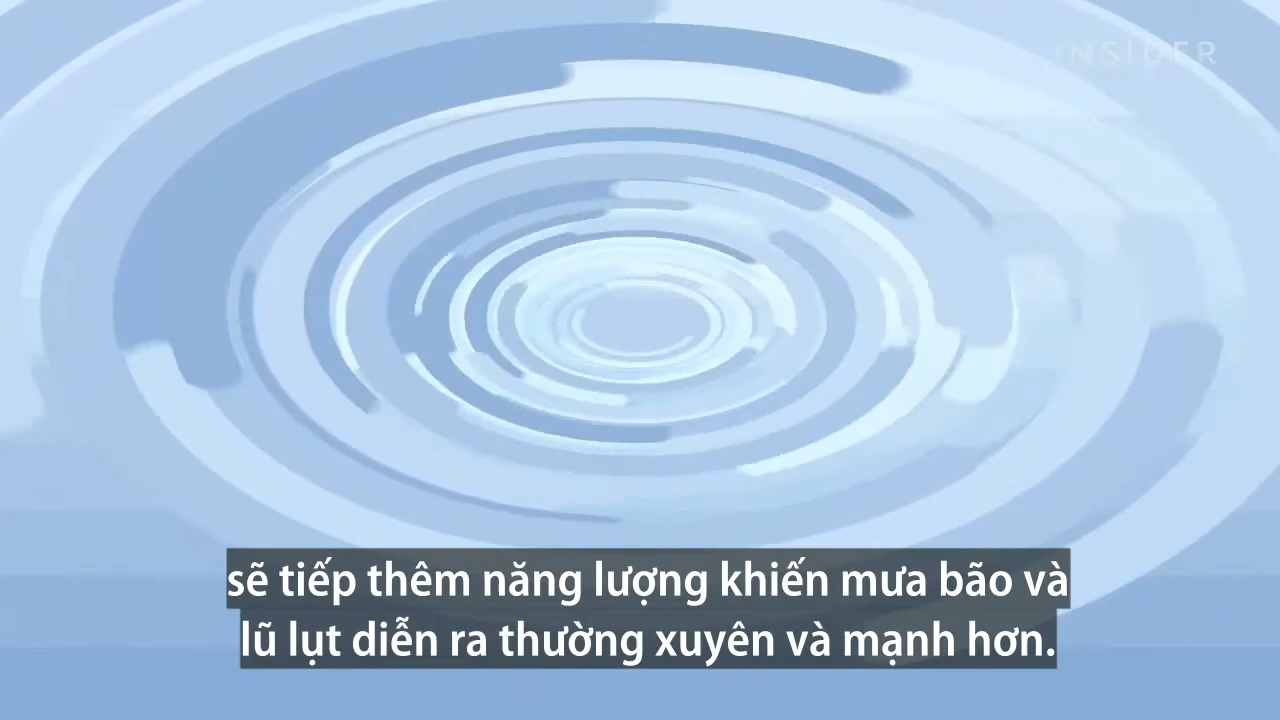 INSIDER
sẽ tiếp thêm năng lượng khiến mưa bão và
lũ lụt diễn ra thường xuyên và mạnh hơn.